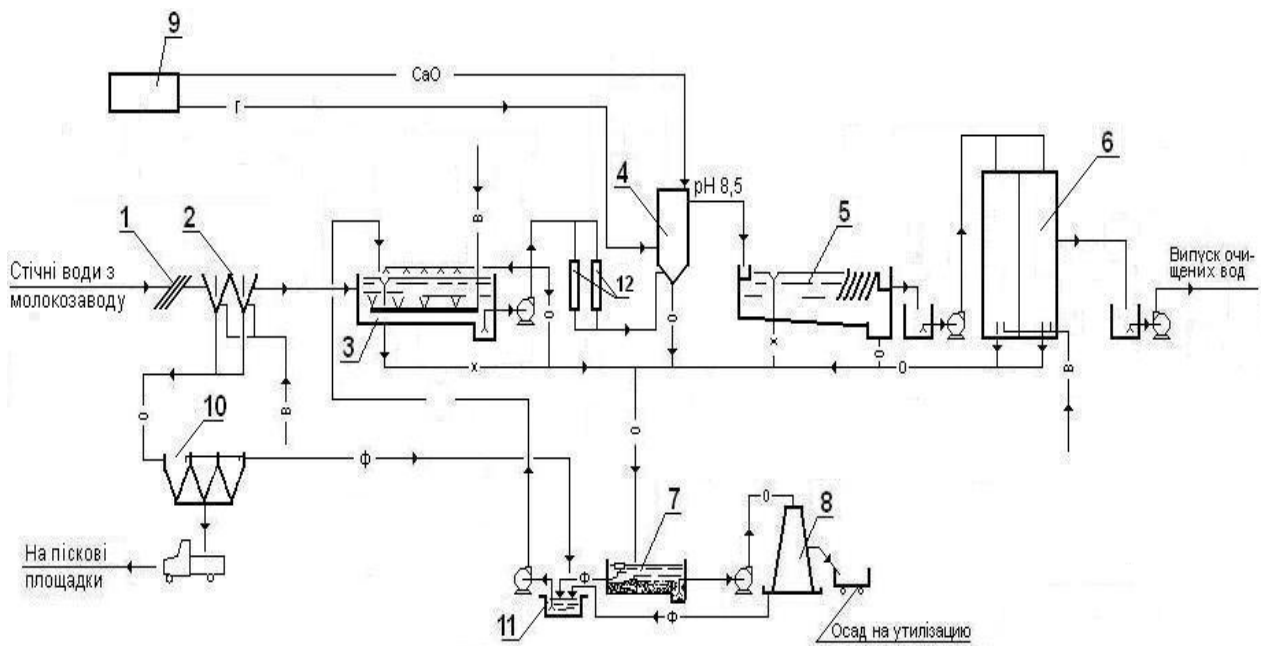 9
CaO
Г
4
pH 8,5
6
1
2
в
5
Стічні води з
молокозаводу
12
Випуск очи-
щених вод
3
о
о
х
о
х
о
в
10
о
в
ф
о
7
о
8
На піскові
площадки
ф
11
ф
Осад на утилізацію